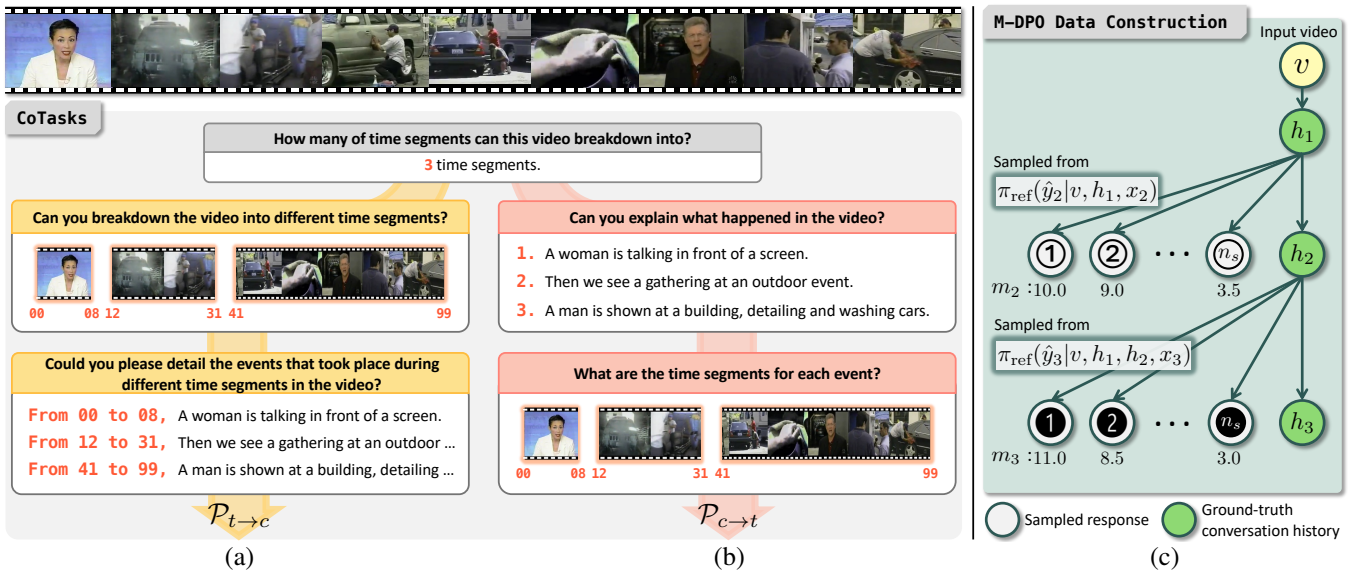 CoTasks
How many of time segments can this video breakdown into?
3 time segments.
Can you breakdown the video into different time segments?
00 08 12 31 41 99
Could you please detail the events that took place during
different time segments in the video?
From 00 to 08, A woman is talking in front of a screen.
From 12 to 31, Then we see a gathering at an outdoor ...
From 41 to 99, A man is shown at a building, detailing ...
𝒫t→c
(a)
Can you explain what happened in the video?
1. A woman is talking in front of a screen.
2. Then we see a gathering at an outdoor event.
3. A man is shown at a building, detailing and washing cars.
What are the time segments for each event?
00 08 12 31 41 99
𝒫c→t
(b)
M-DPO Data Construction
Input video
v
h₁
Sampled from
πref(ŷ₂|v, h₁, x₂)
1 2 ··· nₛ h₂
m₂ :10.0 9.0 3.5
Sampled from
πref(ŷ₃|v, h₁, h₂, x₃)
1 2 ··· nₛ h₃
m₃ :11.0 8.5 3.0
Sampled response
Ground-truth
conversation history
(c)